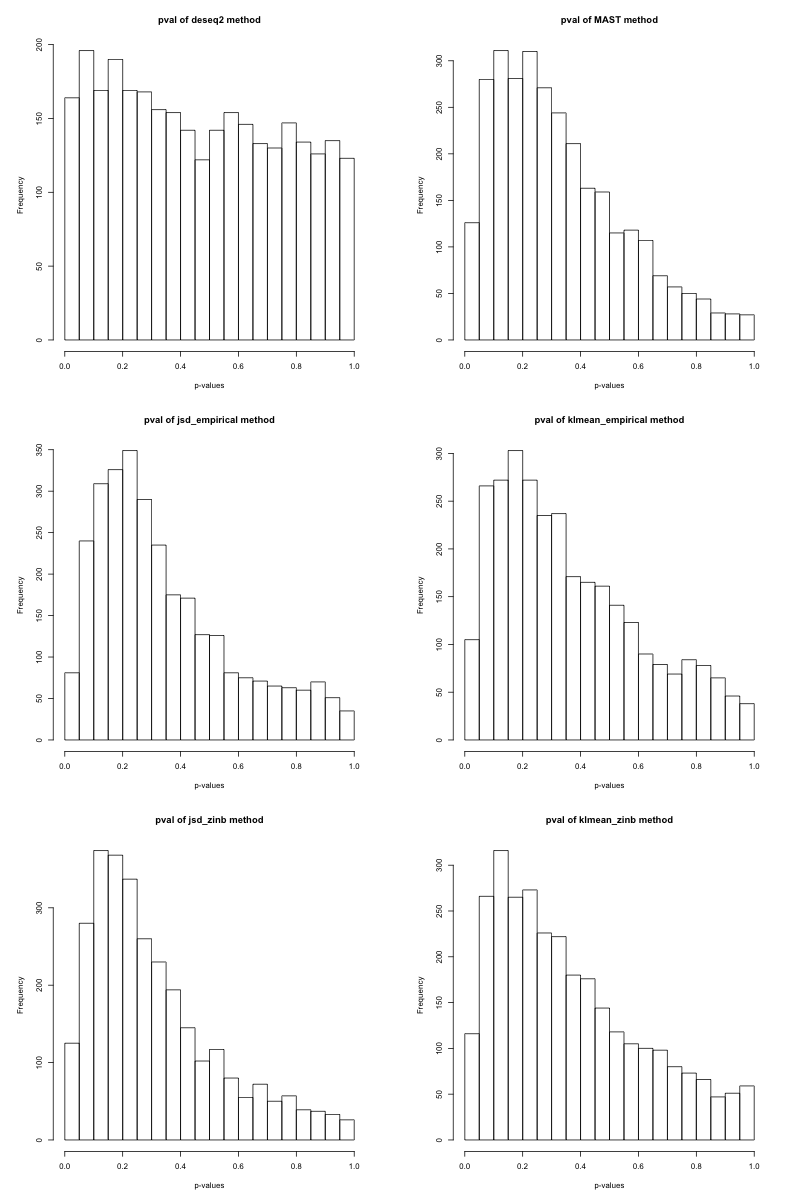 pval of deseq2 method
Frequency
0 50 100 150 200
0.0 0.2 0.4 0.6 0.8 1.0
p-values
pval of MAST method
Frequency
0 50 100 150 200 250 300
0.0 0.2 0.4 0.6 0.8 1.0
p-values
pval of jsd_empirical method
Frequency
0 50 100 150 200 250 300 350
0.0 0.2 0.4 0.6 0.8 1.0
p-values
pval of klmean_empirical method
Frequency
0 50 100 150 200 250 300
0.0 0.2 0.4 0.6 0.8 1.0
p-values
pval of jsd_zinb method
Frequency
0 100 200 300
0.0 0.2 0.4 0.6 0.8 1.0
p-values
pval of klmean_zinb method
Frequency
0 50 100 150 200 250 300
0.0 0.2 0.4 0.6 0.8 1.0
p-values